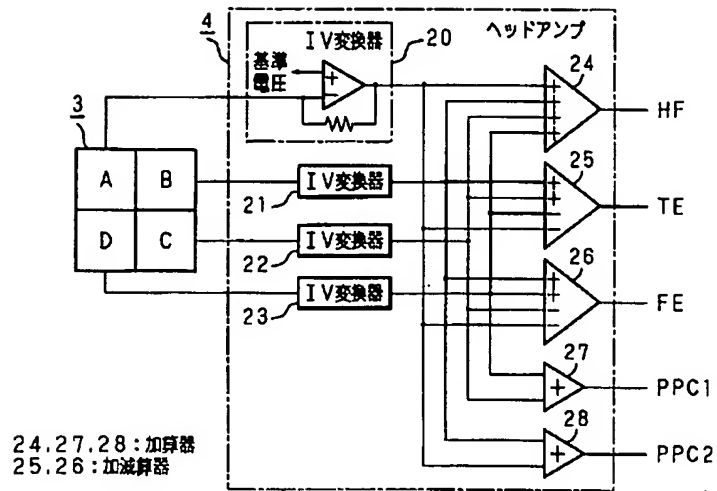 4
IV変換器
20
ヘッドアンプ
基準
電圧
+
−
24
+
+
+
+
HF
3
A
B
D
C
IV変換器
21
25
+
+
−
−
TE
IV変換器
22
26
+
+
−
−
FE
IV変換器
23
27
+
PPC1
28
+
PPC2
24,27,28:加算器
25,26:加減算器